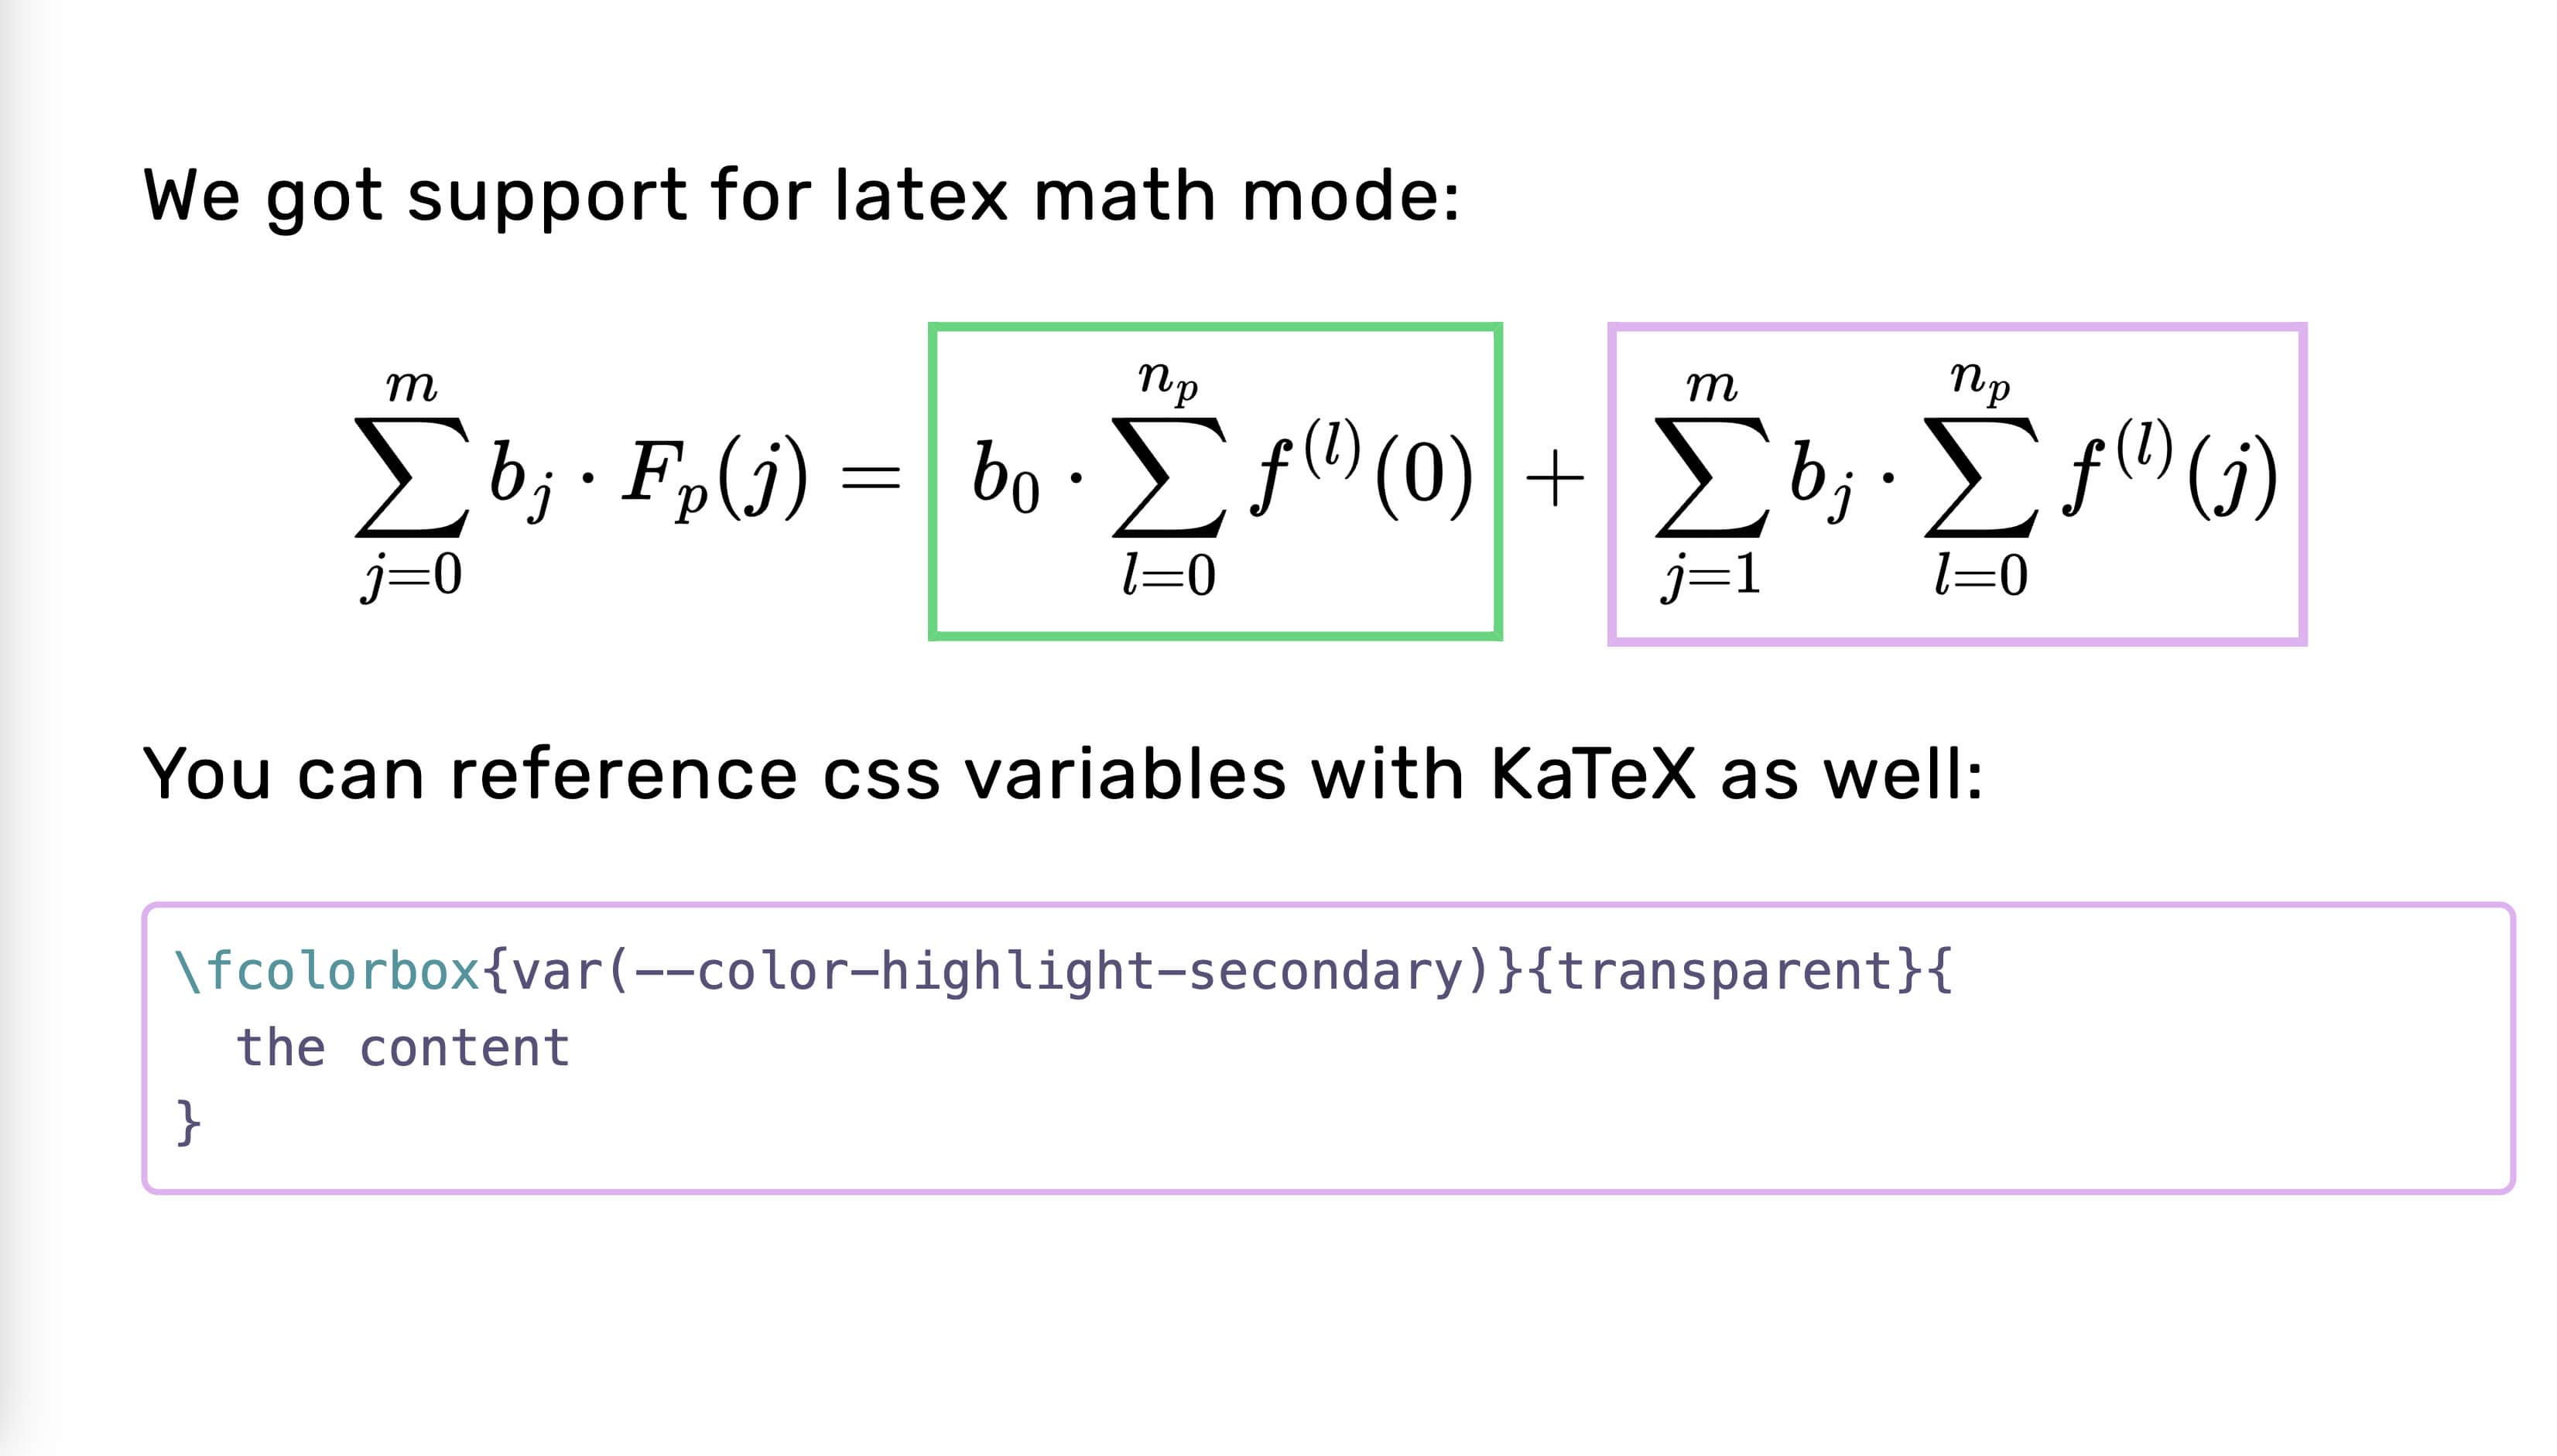 We got support for latex math mode:
\sum_{j=0}^{m} b_j \cdot F_p(j) = b_0 \cdot \sum_{l=0}^{n_p} f^{(l)}(0) + \sum_{j=1}^{m} b_j \cdot \sum_{l=0}^{n_p} f^{(l)}(j)
You can reference css variables with KaTeX as well:
\fcolorbox{var(--color-highlight-secondary)}{transparent}{
  the content
}